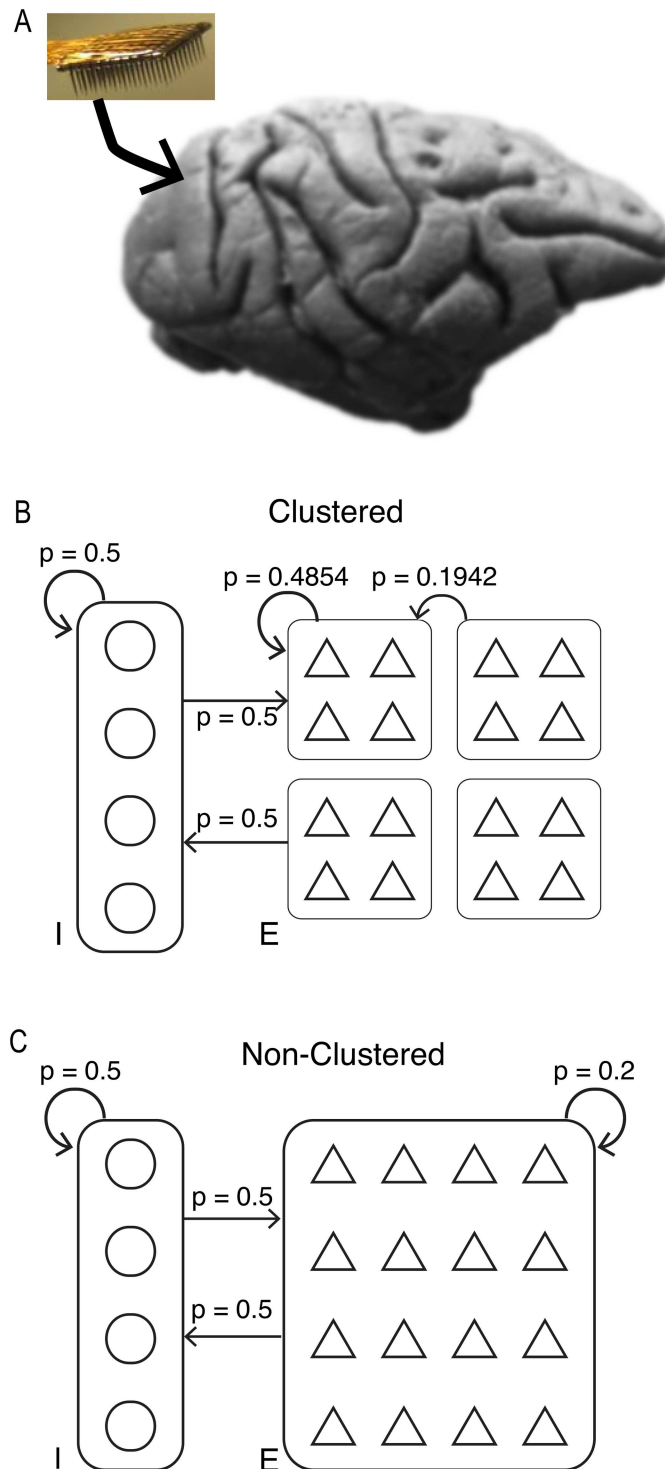 A
B
Clustered
p = 0.5
p = 0.4854
p = 0.1942
p = 0.5
p = 0.5
I
E
C
Non-Clustered
p = 0.5
p = 0.2
p = 0.5
p = 0.5
I
E